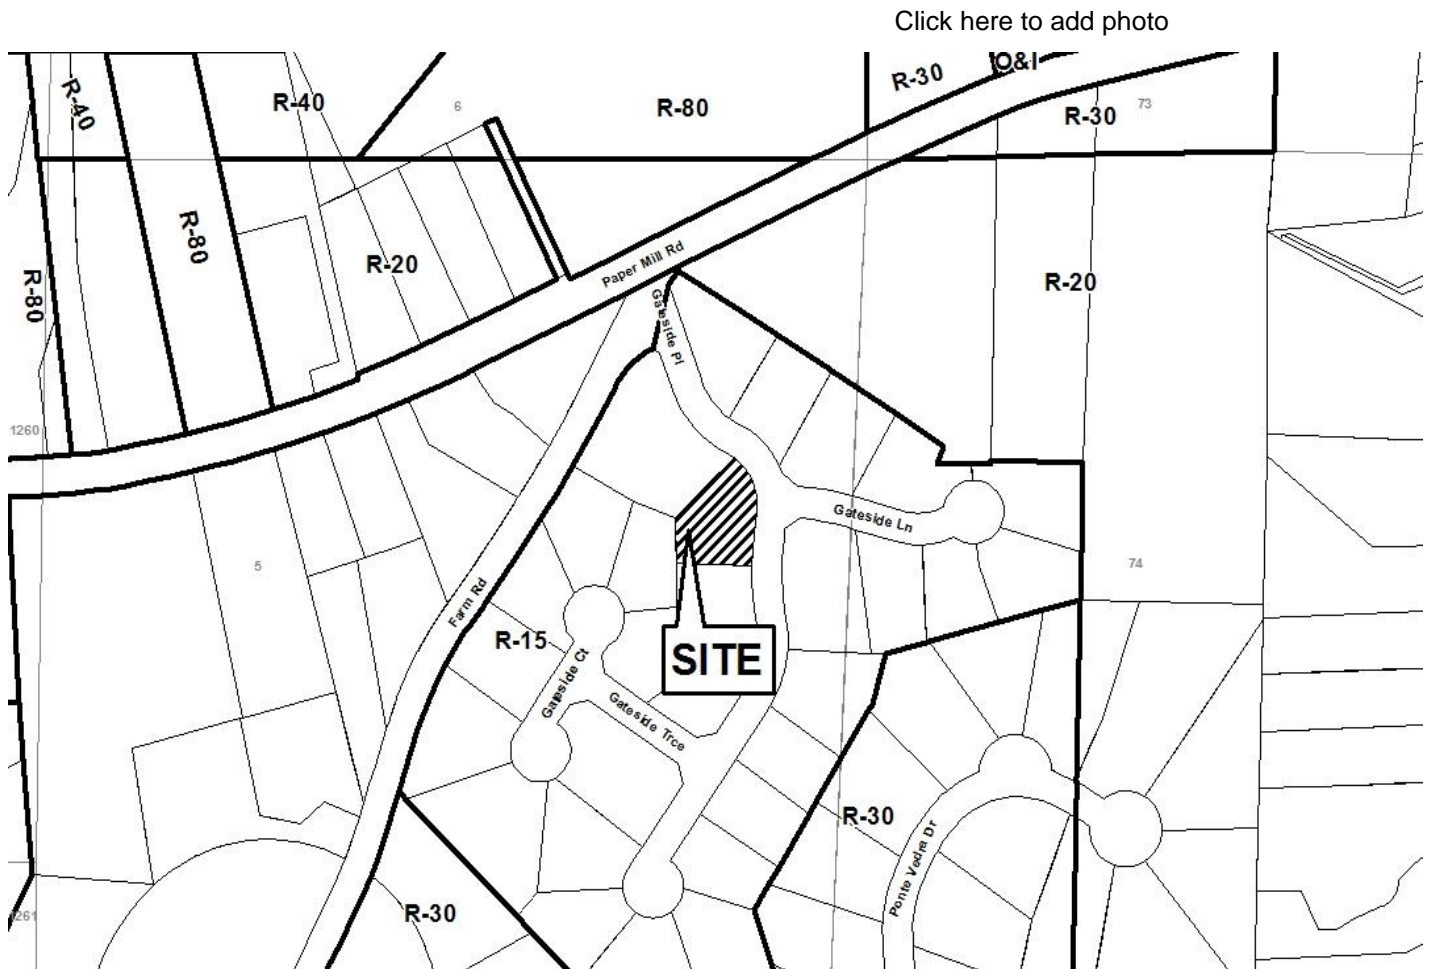 Click here to add photo
O&I
R-30
R-40
R-40
6
R-80
73
R-30
R-80
R-20
Paper Mill Rd
R-80
R-20
Gateside Pl
1260
Gateside Ln
5
74
Farm Rd
R-15
SITE
Gateside Ct
Gateside Trce
R-30
Ponte Vedra Dr
R-30
1261